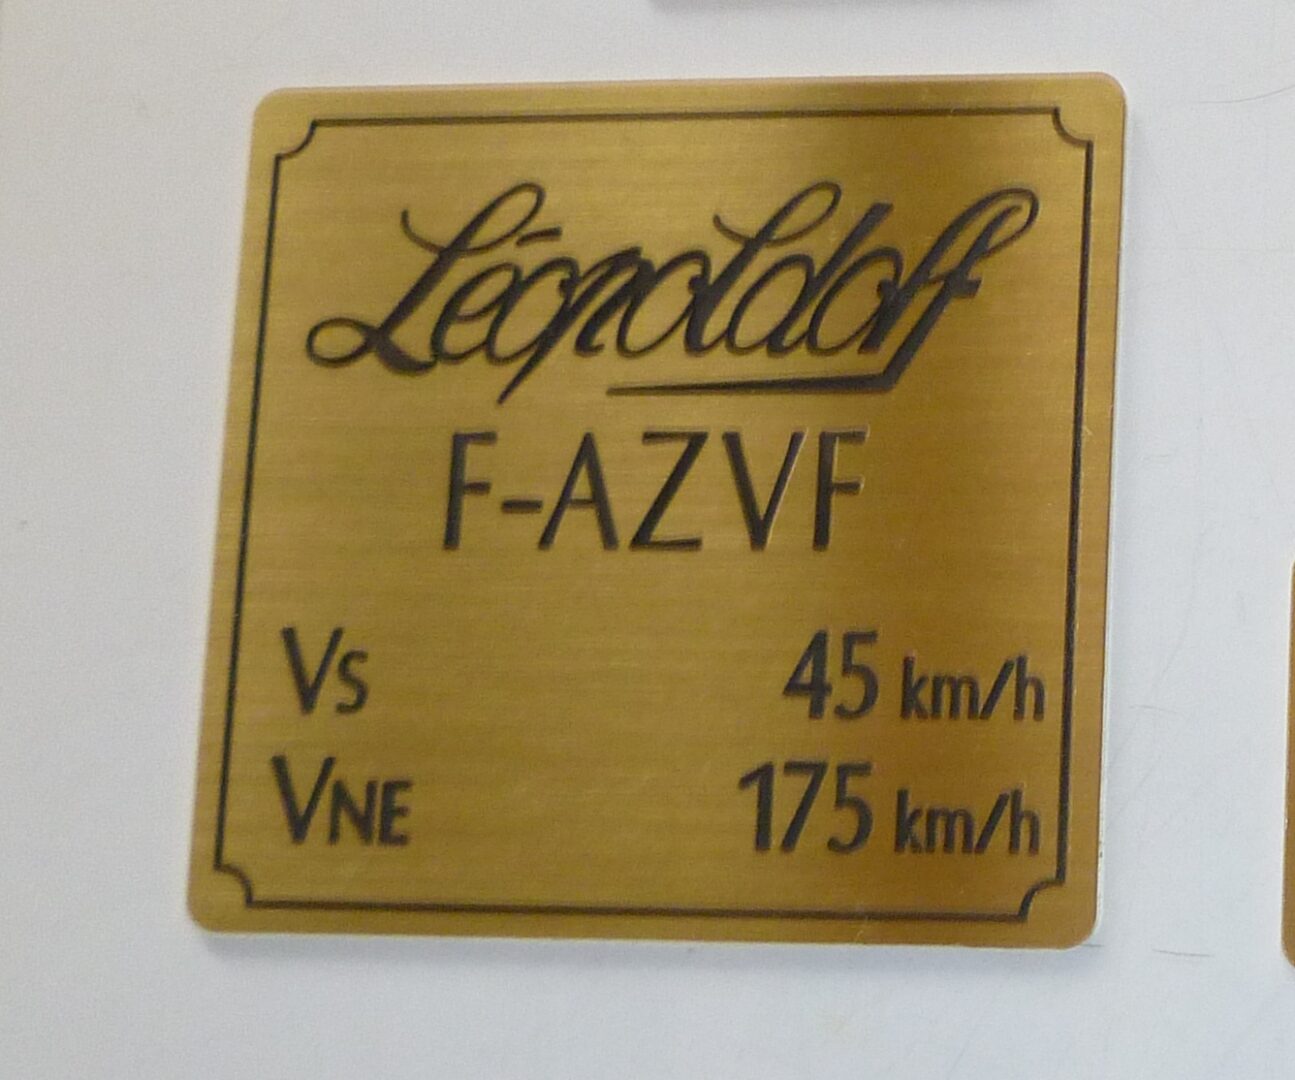 Léopoldoff
F-AZVF
Vs 45 km/h
VNE 175 km/h